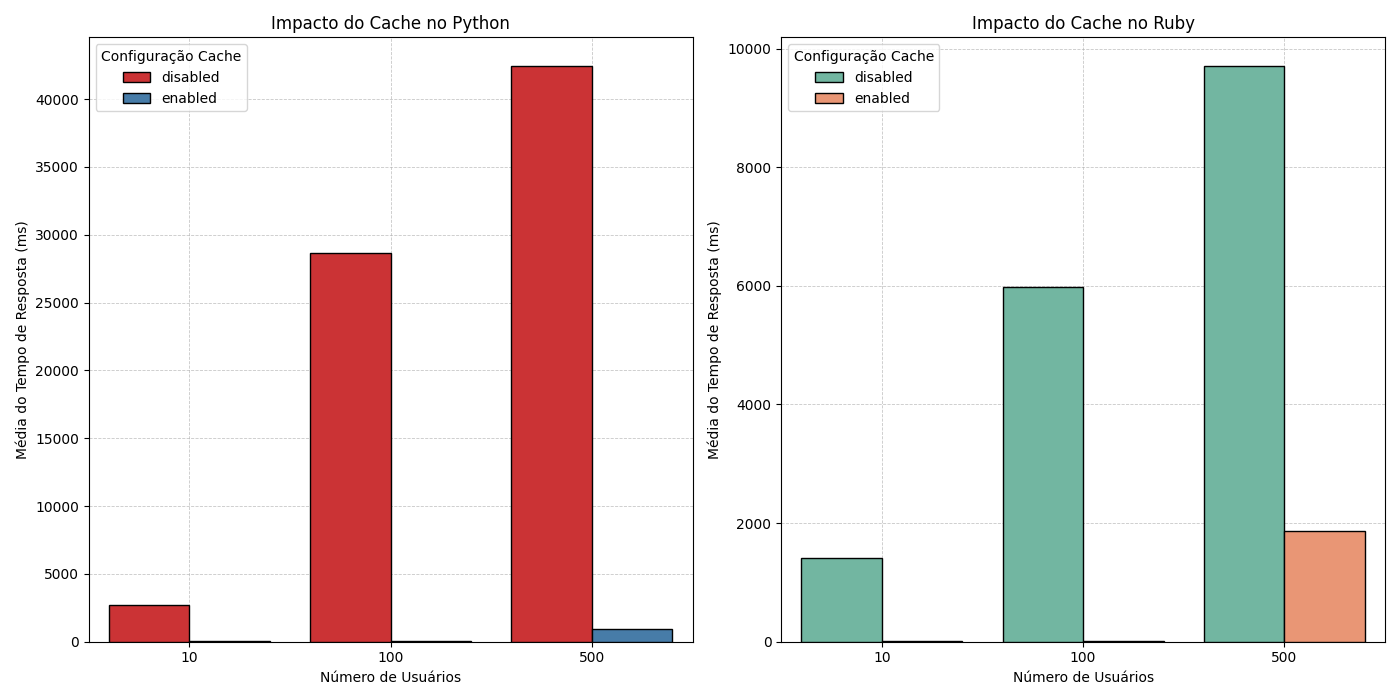 Impacto do Cache no Python
Configuração Cache
disabled
enabled
Média do Tempo de Resposta (ms)
40000
35000
30000
25000
20000
15000
10000
5000
0
10
100
500
Número de Usuários
Impacto do Cache no Ruby
Configuração Cache
disabled
enabled
Média do Tempo de Resposta (ms)
10000
8000
6000
4000
2000
0
10
100
500
Número de Usuários